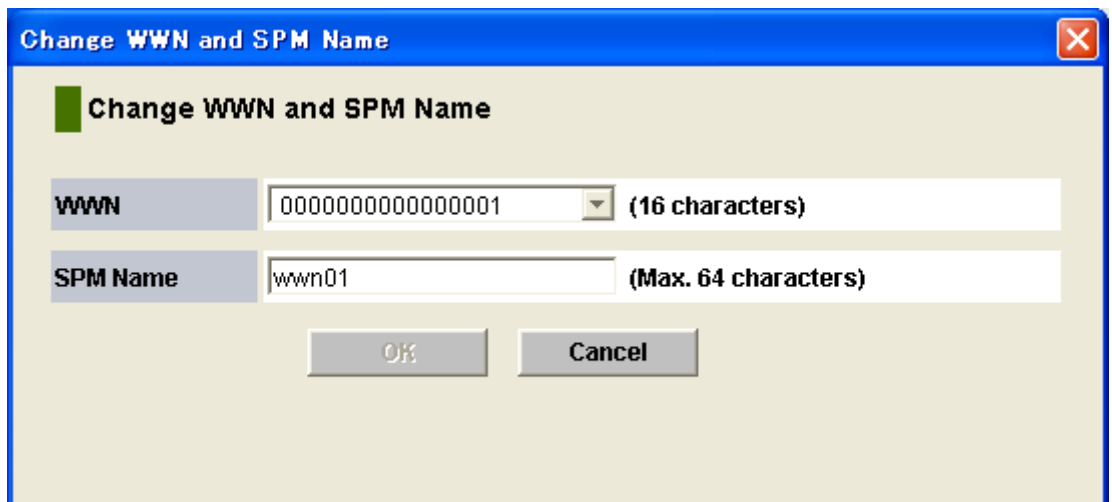 Change WWN and SPM Name
Change WWN and SPM Name
WWN 0000000000000001 (16 characters)
SPM Name wwn01 (Max. 64 characters)
OK Cancel